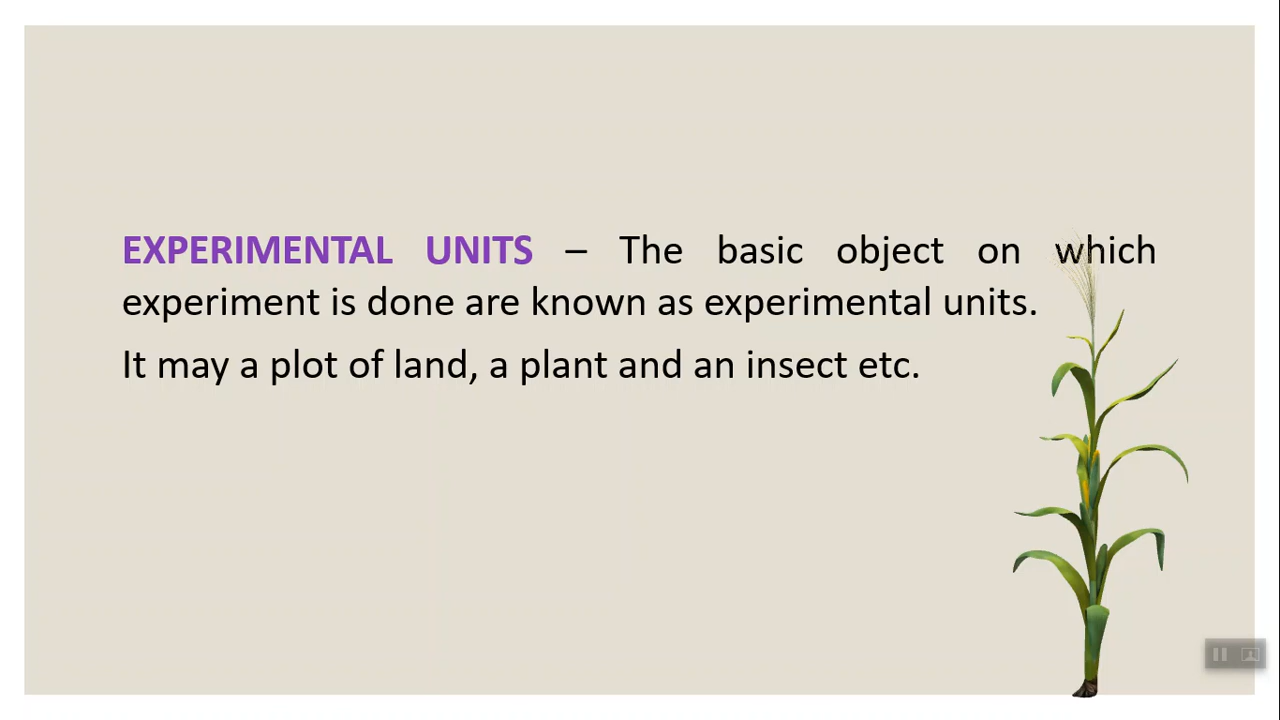 EXPERIMENTAL UNITS – The basic object on which
experiment is done are known as experimental units.
It may a plot of land, a plant and an insect etc.